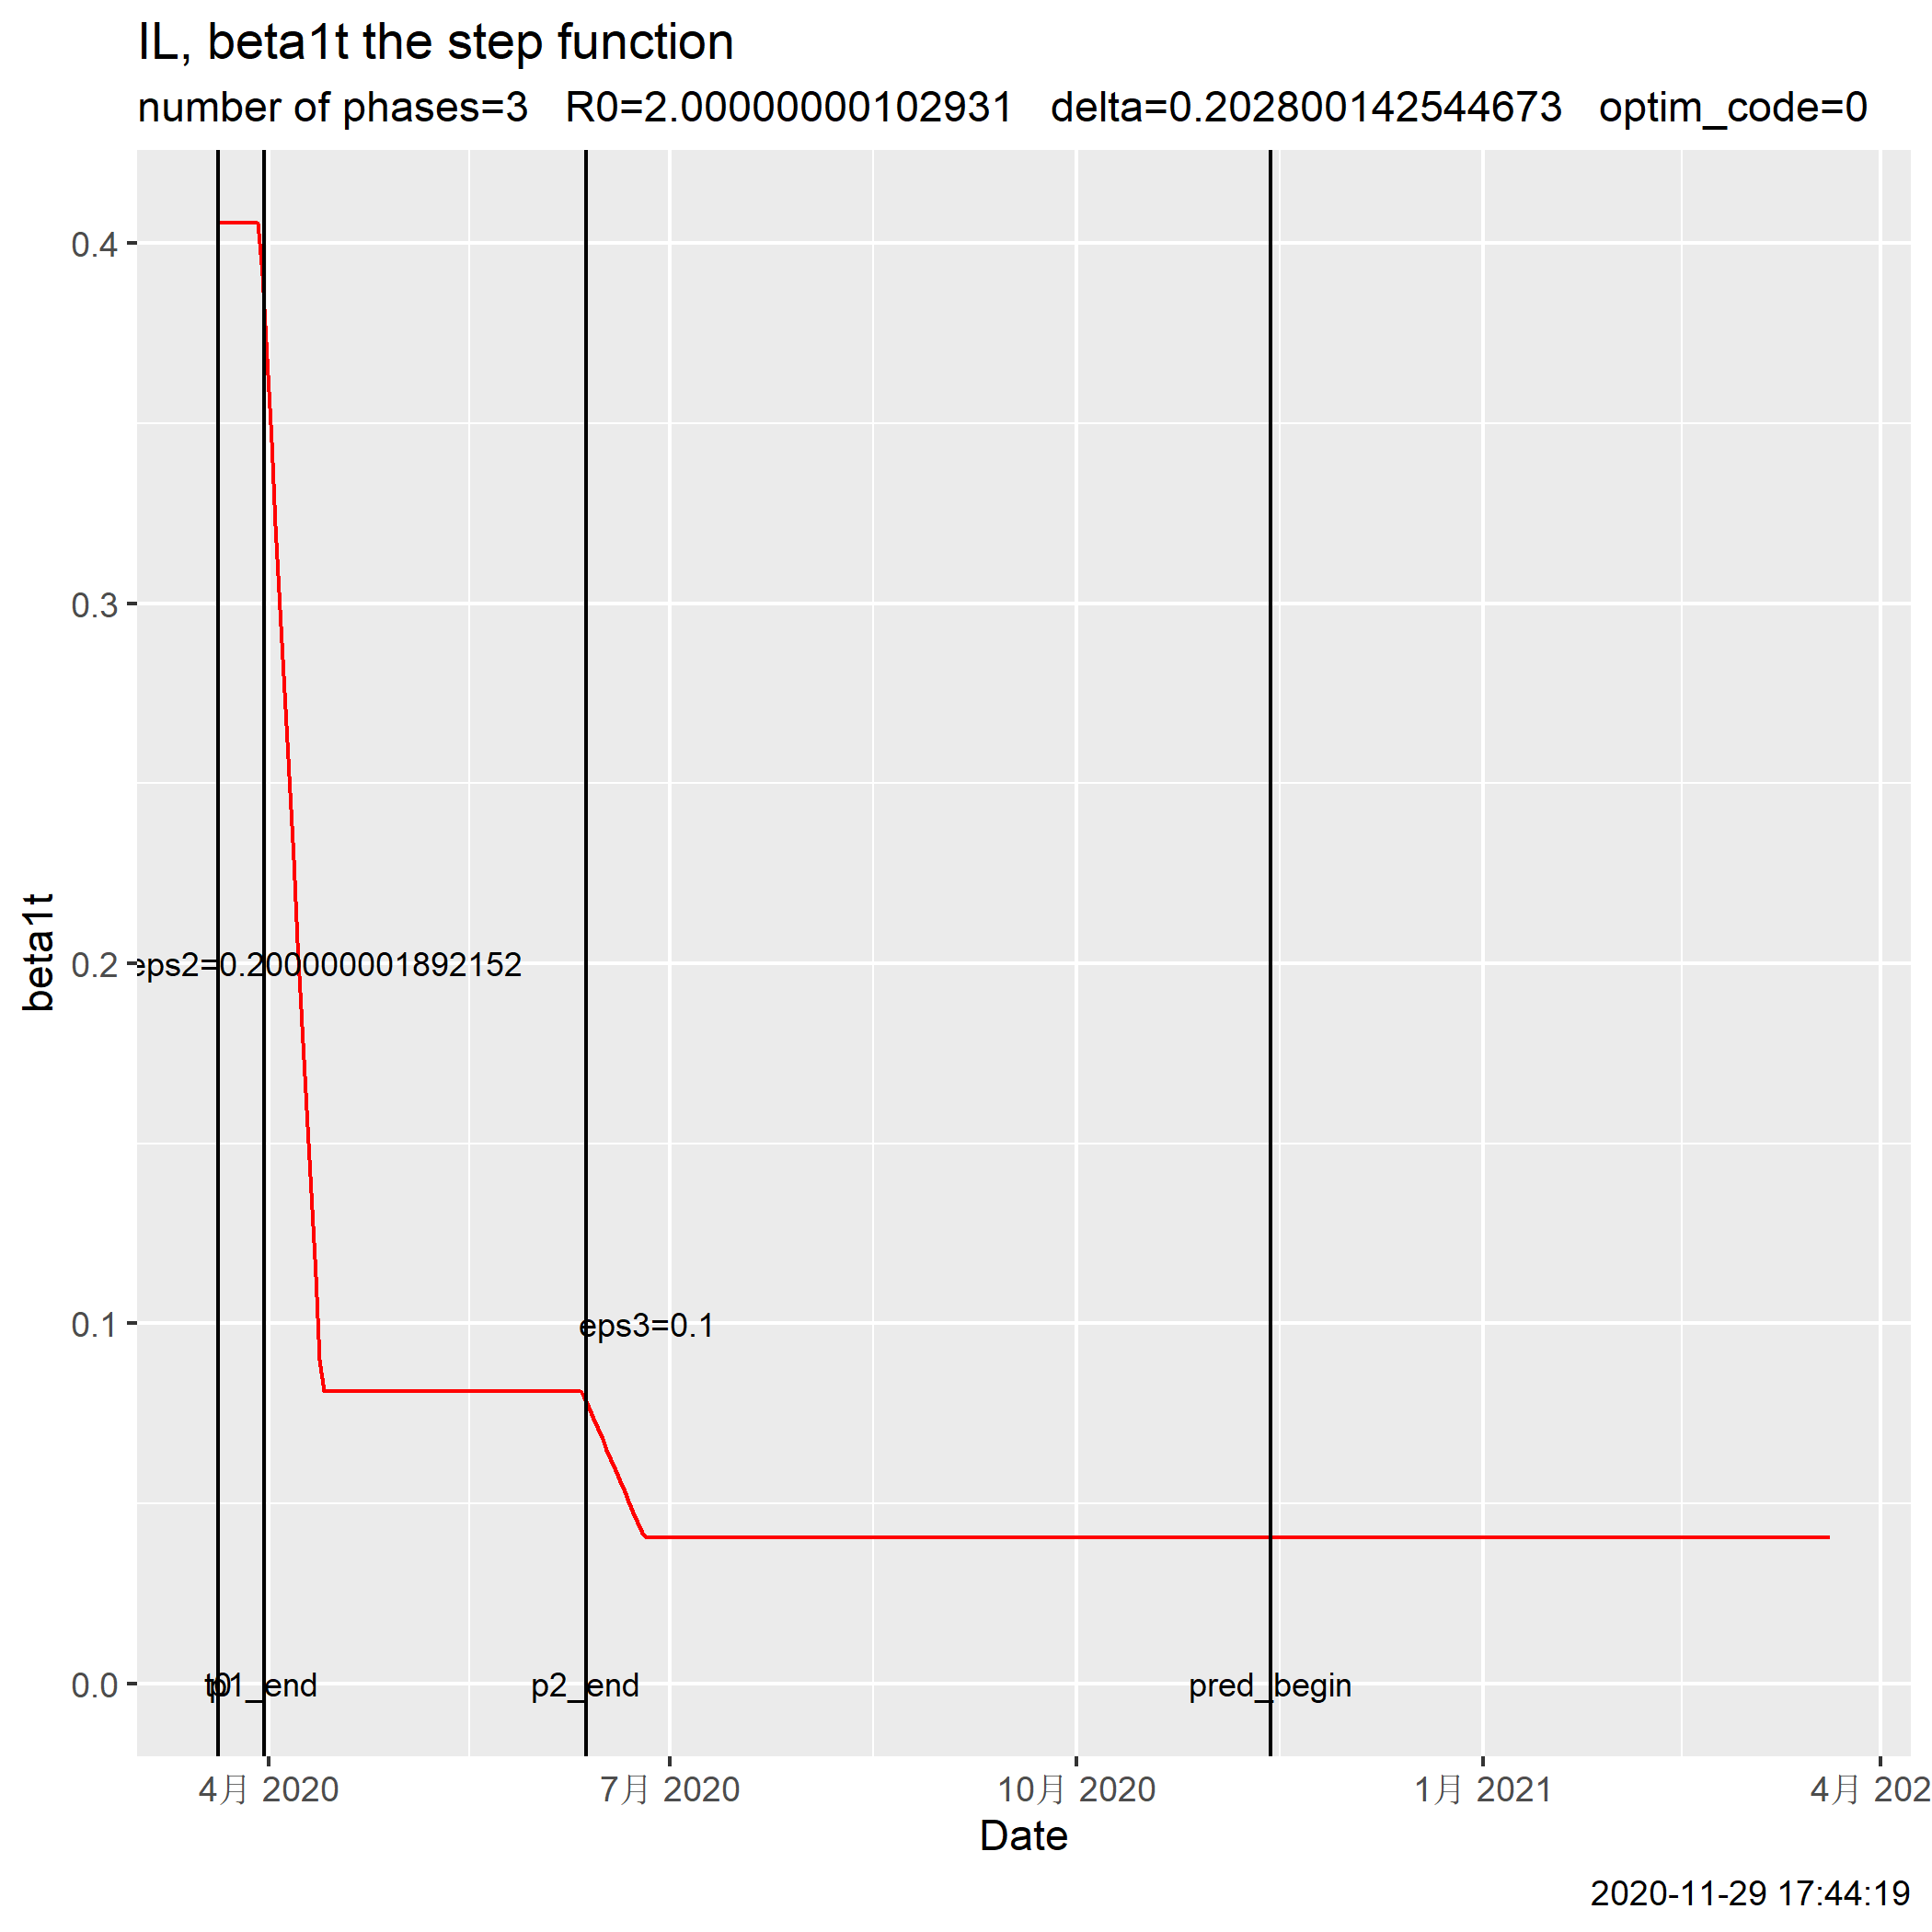 IL, beta1t the step function
number of phases=3 R0=2.00000000102931 delta=0.202800142544673 optim_code=0
0.4
0.3
0.2
0.1
0.0
beta1t
eps2=0.200000001892152
eps3=0.1
t0
p1_end
p2_end
pred_begin
4月 2020
7月 2020
10月 2020
1月 2021
4月 202
Date
2020-11-29 17:44:19